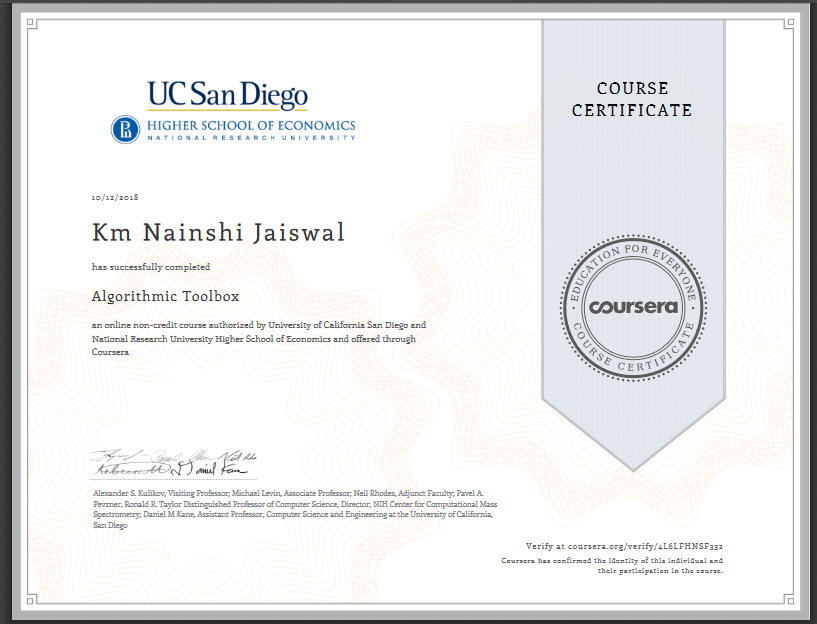 UC San Diego
HIGHER SCHOOL OF ECONOMICS
NATIONAL RESEARCH UNIVERSITY
COURSE
CERTIFICATE
10/12/2018
Km Nainshi Jaiswal
has successfully completed
Algorithmic Toolbox
an online non-credit course authorized by University of California San Diego and
National Research University Higher School of Economics and offered through
Coursera
EDUCATION FOR EVERYONE
coursera
COURSE CERTIFICATE
Alexander S. Kulikov, Visiting Professor; Michael Levin, Associate Professor; Neil Rhodes, Adjunct Faculty; Pavel A.
Pevzner, Ronald R. Taylor Distinguished Professor of Computer Science, Director, NIH Center for Computational Mass
Spectrometry; Daniel M Kane, Assistant Professor, Computer Science and Engineering at the University of California,
San Diego
Verify at coursera.org/verify/4L6LFHNSF332
Coursera has confirmed the identity of this individual and
their participation in the course.